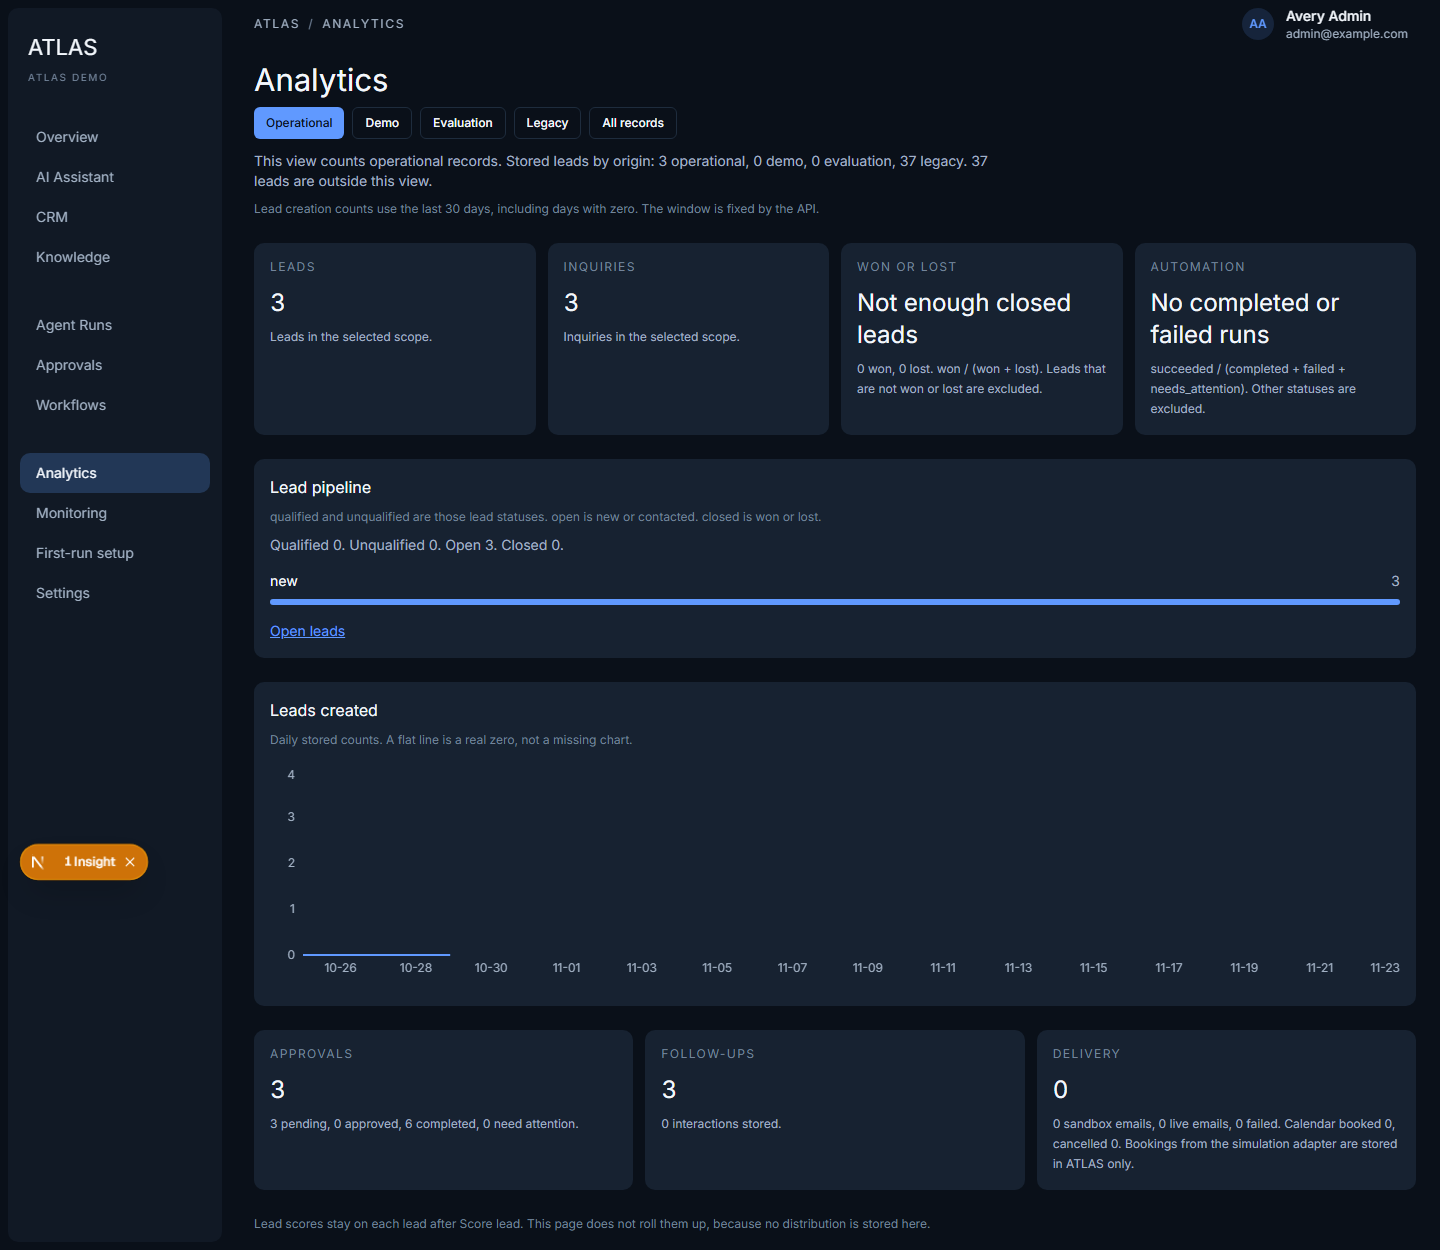 ATLAS
ATLAS DEMO
Overview
AI Assistant
CRM
Knowledge
Agent Runs
Approvals
Workflows
Analytics
Monitoring
First-run setup
Settings
1 Insight
ATLAS / ANALYTICS
AA
Avery Admin
admin@example.com
Analytics
Operational
Demo
Evaluation
Legacy
All records
This view counts operational records. Stored leads by origin: 3 operational, 0 demo, 0 evaluation, 37 legacy. 37
leads are outside this view.
Lead creation counts use the last 30 days, including days with zero. The window is fixed by the API.
LEADS
3
Leads in the selected scope.
INQUIRIES
3
Inquiries in the selected scope.
WON OR LOST
Not enough closed
leads
0 won, 0 lost. won / (won + lost). Leads that
are not won or lost are excluded.
AUTOMATION
No completed or
failed runs
succeeded / (completed + failed +
needs_attention). Other statuses are
excluded.
Lead pipeline
qualified and unqualified are those lead statuses. open is new or contacted. closed is won or lost.
Qualified 0. Unqualified 0. Open 3. Closed 0.
new 3
Open leads
Leads created
Daily stored counts. A flat line is a real zero, not a missing chart.
4
3
2
1
0
10-26 10-28 10-30 11-01 11-03 11-05 11-07 11-09 11-11 11-13 11-15 11-17 11-19 11-21 11-23
APPROVALS
3
3 pending, 0 approved, 6 completed, 0 need attention.
FOLLOW-UPS
3
0 interactions stored.
DELIVERY
0
0 sandbox emails, 0 live emails, 0 failed. Calendar booked 0,
cancelled 0. Bookings from the simulation adapter are stored
in ATLAS only.
Lead scores stay on each lead after Score lead. This page does not roll them up, because no distribution is stored here.